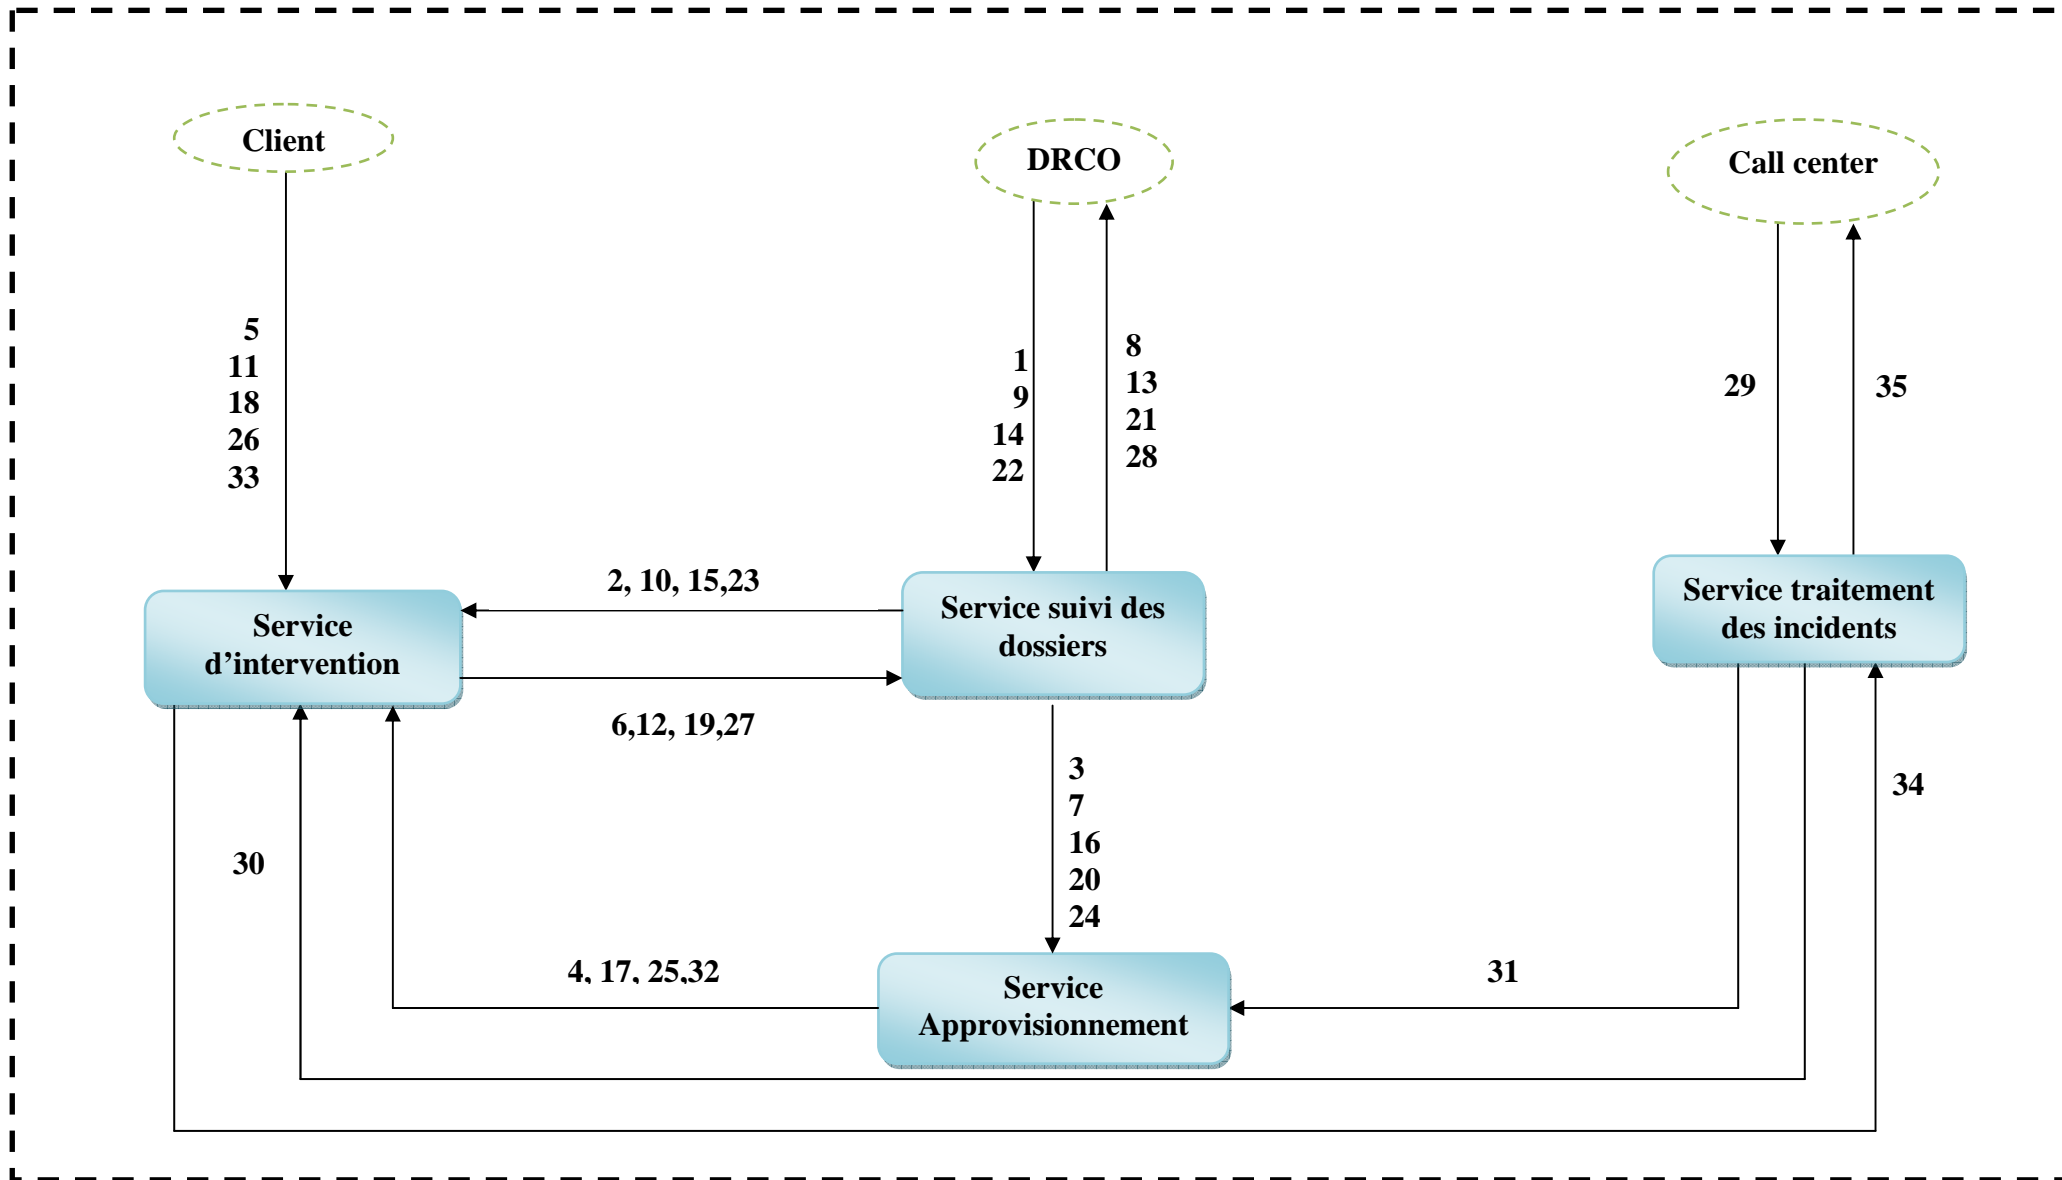 Client
DRCO
Call center
5
11
18
26
33
1
9
14
22
8
13
21
28
29
35
2, 10, 15,23
Service
d’intervention
Service suivi des
dossiers
Service traitement
des incidents
6,12, 19,27
3
7
16
20
24
34
30
4, 17, 25,32
31
Service
Approvisionnement